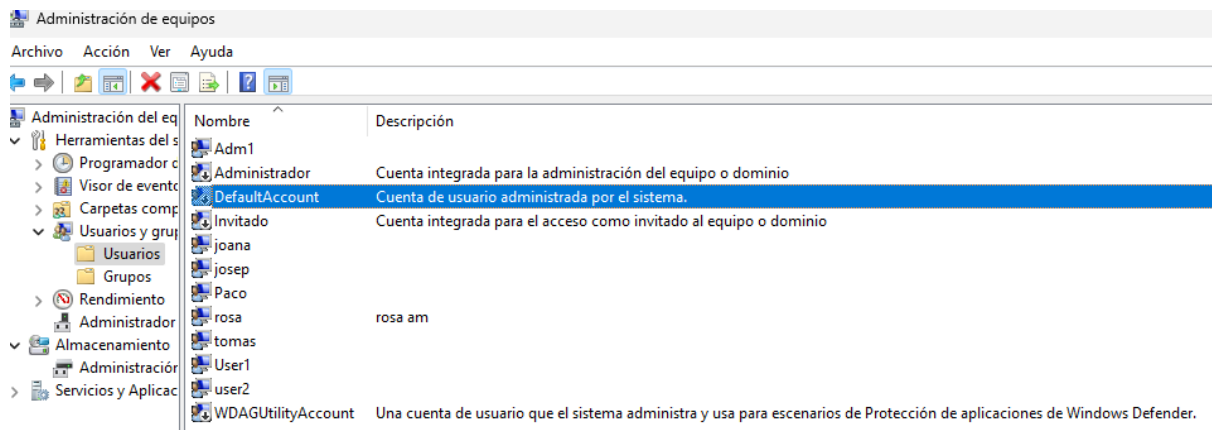 Administración de equipos
Archivo Acción Ver Ayuda
Administración del eq
Herramientas del s
Programador c
Visor de evento
Carpetas comp
Usuarios y grup
Usuarios
Grupos
Rendimiento
Administrador
Almacenamiento
Administración
Servicios y Aplicac
Nombre Descripción
Adm1
Administrador Cuenta integrada para la administración del equipo o dominio
DefaultAccount Cuenta de usuario administrada por el sistema.
Invitado Cuenta integrada para el acceso como invitado al equipo o dominio
joana
josep
Paco
rosa rosa am
tomas
User1
user2
WDAGUtilityAccount Una cuenta de usuario que el sistema administra y usa para escenarios de Protección de aplicaciones de Windows Defender.